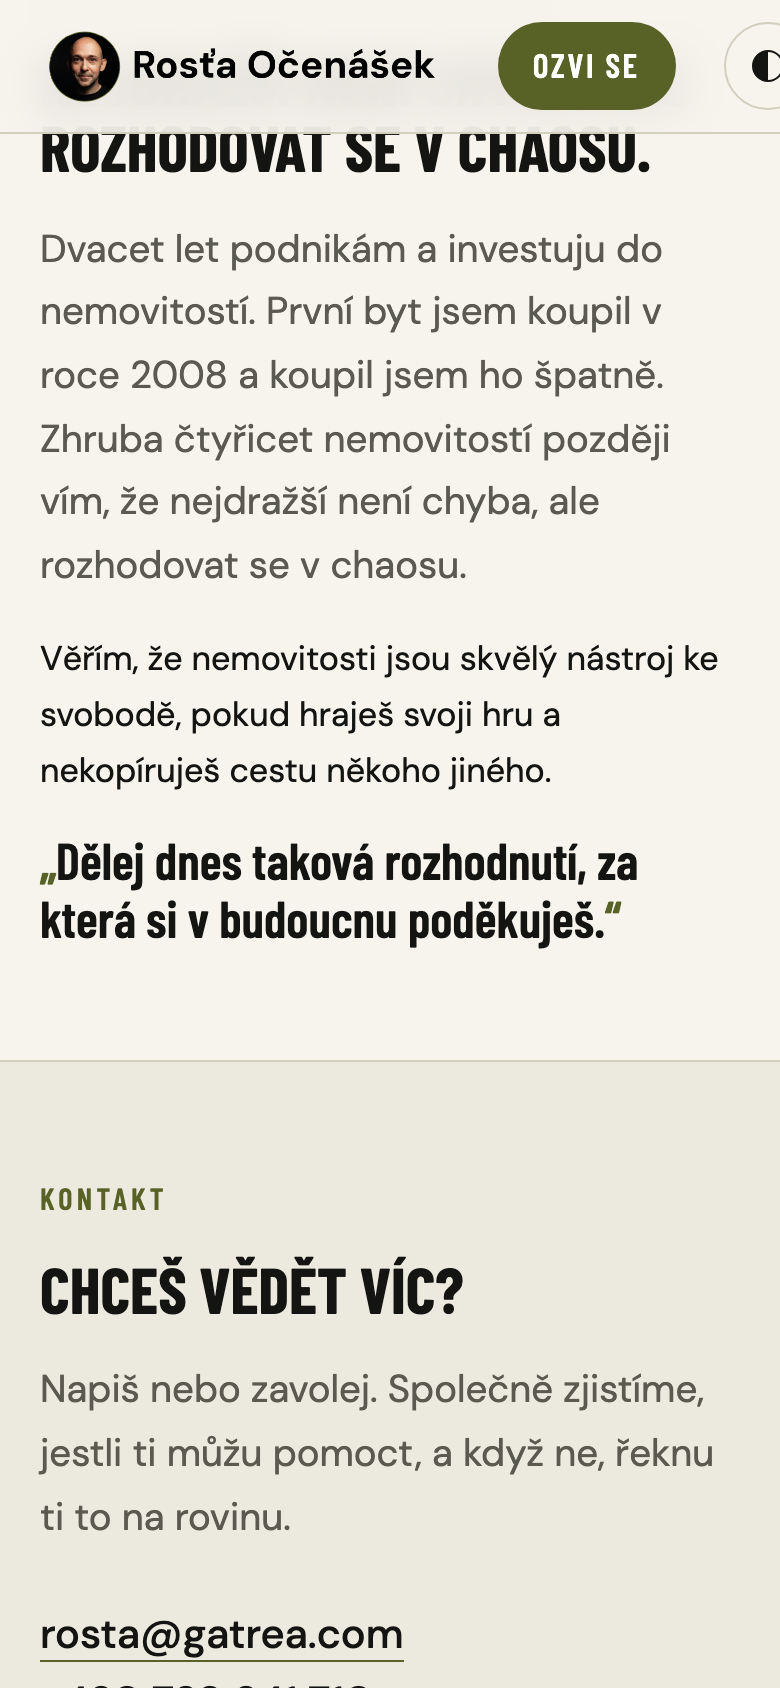 Rosťa Očenášek
OZVI SE
ROZHODOVAT SE V CHAOSU.
Dvacet let podnikám a investuju do
nemovitostí. První byt jsem koupil v
roce 2008 a koupil jsem ho špatně.
Zhruba čtyřicet nemovitostí později
vím, že nejdražší není chyba, ale
rozhodovat se v chaosu.
Věřím, že nemovitosti jsou skvělý nástroj ke
svobodě, pokud hraješ svoji hru a
nekopíruješ cestu někoho jiného.
„Dělej dnes taková rozhodnutí, za
která si v budoucnu poděkuješ.“
KONTAKT
CHCEŠ VĚDĚT VÍC?
Napiš nebo zavolej. Společně zjistíme,
jestli ti můžu pomoct, a když ne, řeknu
ti to na rovinu.
rosta@gatrea.com